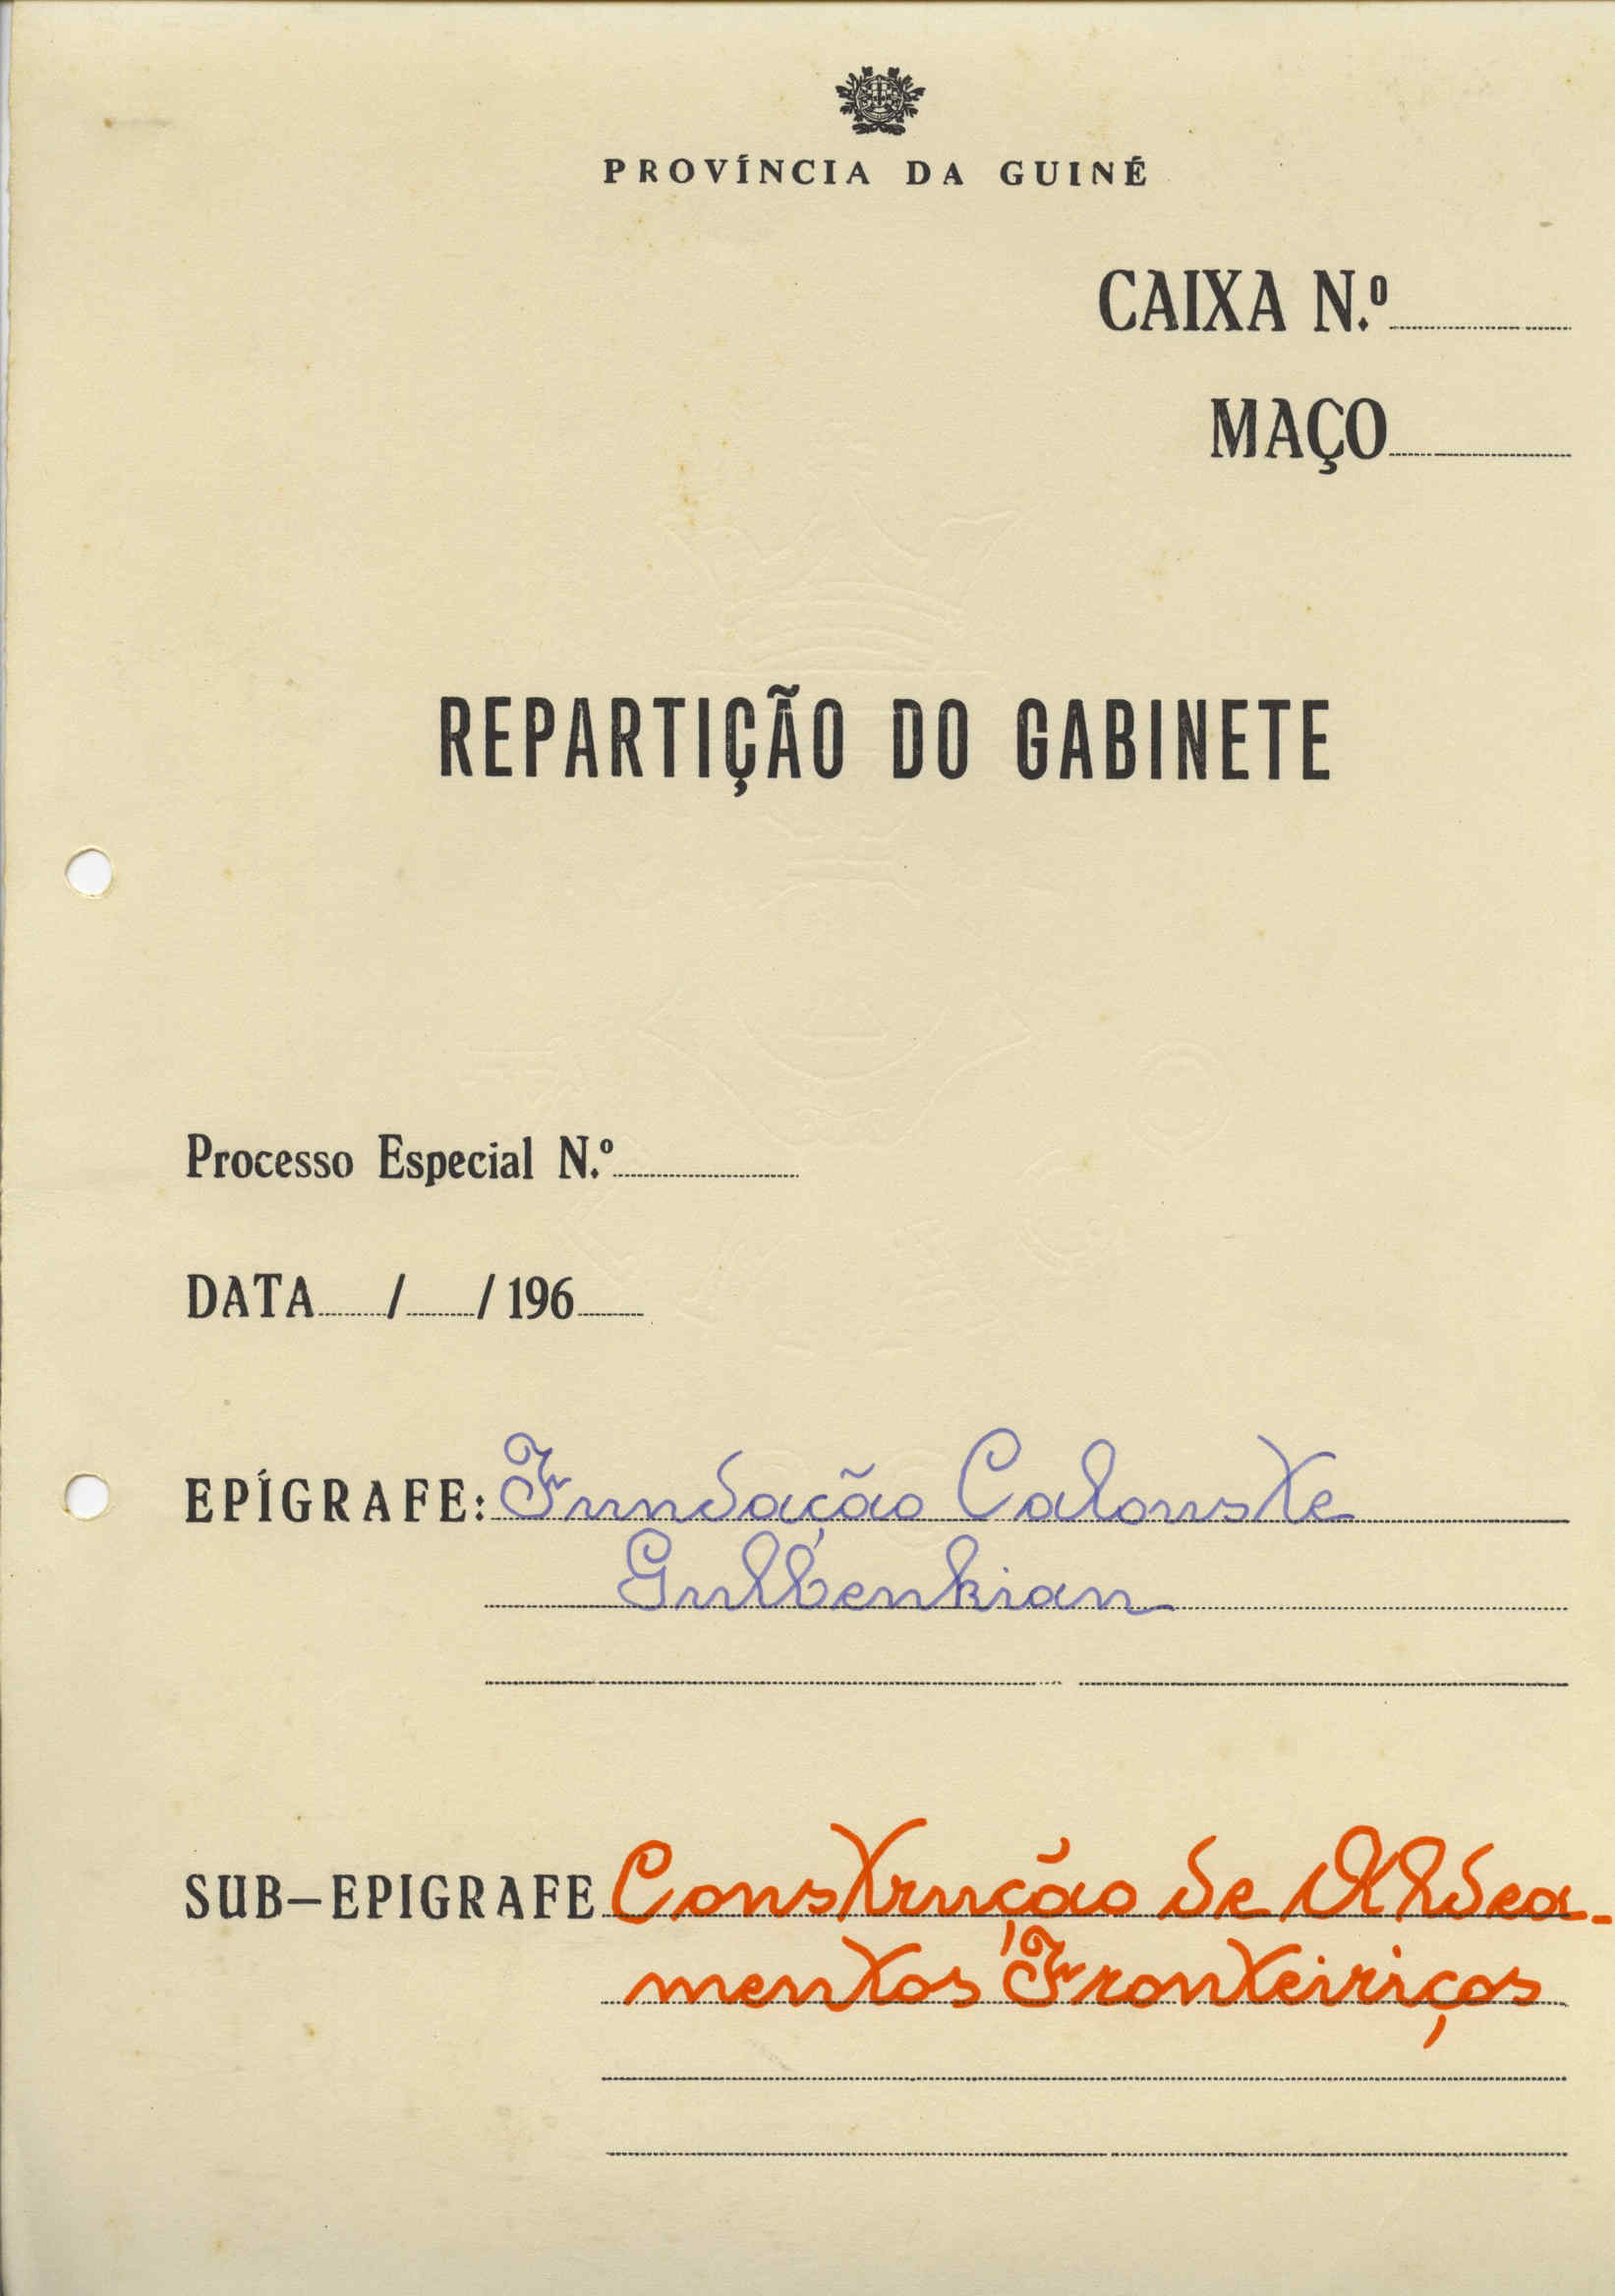 PROVÍNCIA DA GUINÉ
CAIXA N.º
MAÇO
REPARTIÇÃO DO GABINETE
Processo Especial N.º
DATA / / 196
EPÍGRAFE: Fundação Calouste
Gulbenkian
SUB-EPIGRAFE Construção de Aldea-
mentos Fronteiriços